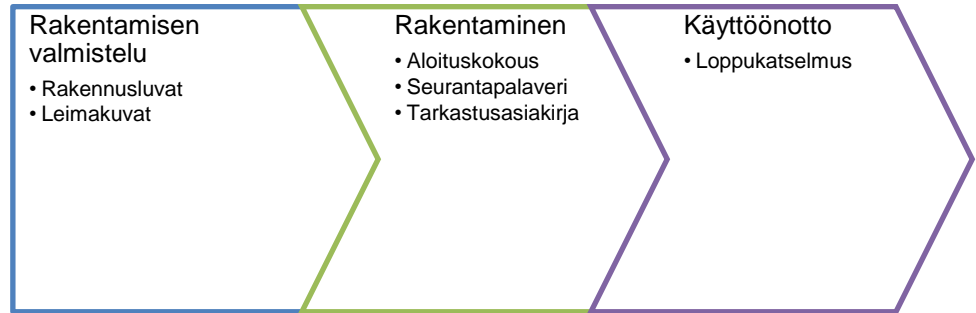 Rakentamisen
valmistelu
• Rakennusluvat
• Leimakuvat
Rakentaminen
• Aloituskokous
• Seurantapalaveri
• Tarkastusasiakirja
Käyttöönotto
• Loppukatselmus